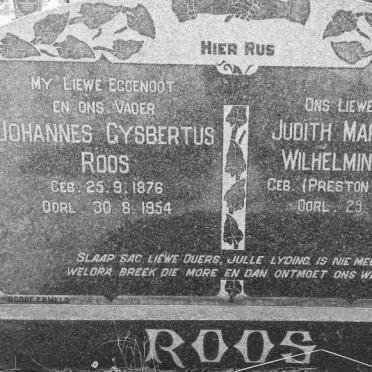 HIER RUS
MY LIEWE EGGENOOT
EN ONS VADER
JOHANNES GYSBERTUS
ROOS
GEB. 25.9.1876
OORL. 30.8.1954
ONS LIEWE
JUDITH MAR
WILHELMIN
GEB. (PRESTON
OORL. 29.
SLAAP SAG LIEWE OUERS, JULLE LYDING IS NIE MEE
WELDRA BREEK DIE MORE EN DAN ONTMOET ONS W
ROOS